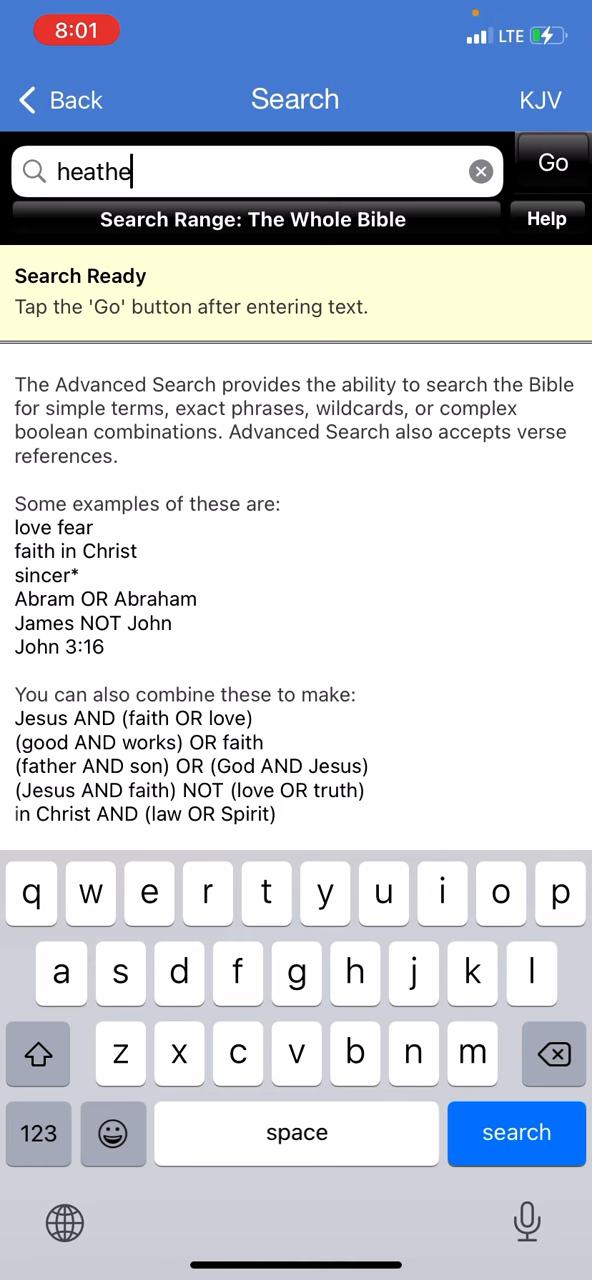 8:01
LTE
Back
Search
KJV
heathe
Go
Search Range: The Whole Bible
Help
Search Ready
Tap the 'Go' button after entering text.
The Advanced Search provides the ability to search the Bible
for simple terms, exact phrases, wildcards, or complex
boolean combinations. Advanced Search also accepts verse
references.
Some examples of these are:
love fear
faith in Christ
sincer*
Abram OR Abraham
James NOT John
John 3:16
You can also combine these to make:
Jesus AND (faith OR love)
(good AND works) OR faith
(father AND son) OR (God AND Jesus)
(Jesus AND faith) NOT (love OR truth)
in Christ AND (law OR Spirit)
q w e r t y u i o p
a s d f g h j k l
z x c v b n m
123
space
search